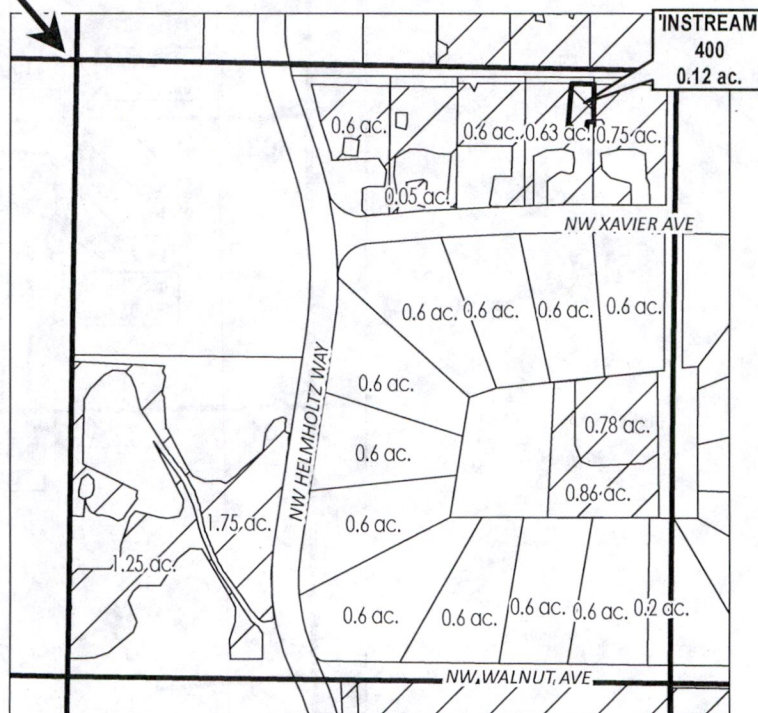 'INSTREAM
400
0.12 ac.
0.6 ac.
0.6 ac.
0.63 ac.
0.75 ac.
0.05 ac.
NW XAVIER AVE
0.6 ac.
0.6 ac.
0.6 ac.
0.6 ac.
NW HELMHOLTZ WAY
0.6 ac.
0.78 ac.
0.6 ac.
0.86 ac.
1.75 ac.
0.6 ac.
1.25 ac.
0.6 ac.
0.6 ac.
0.6 ac.
0.6 ac.
0.2 ac.
NW WALNUT AVE